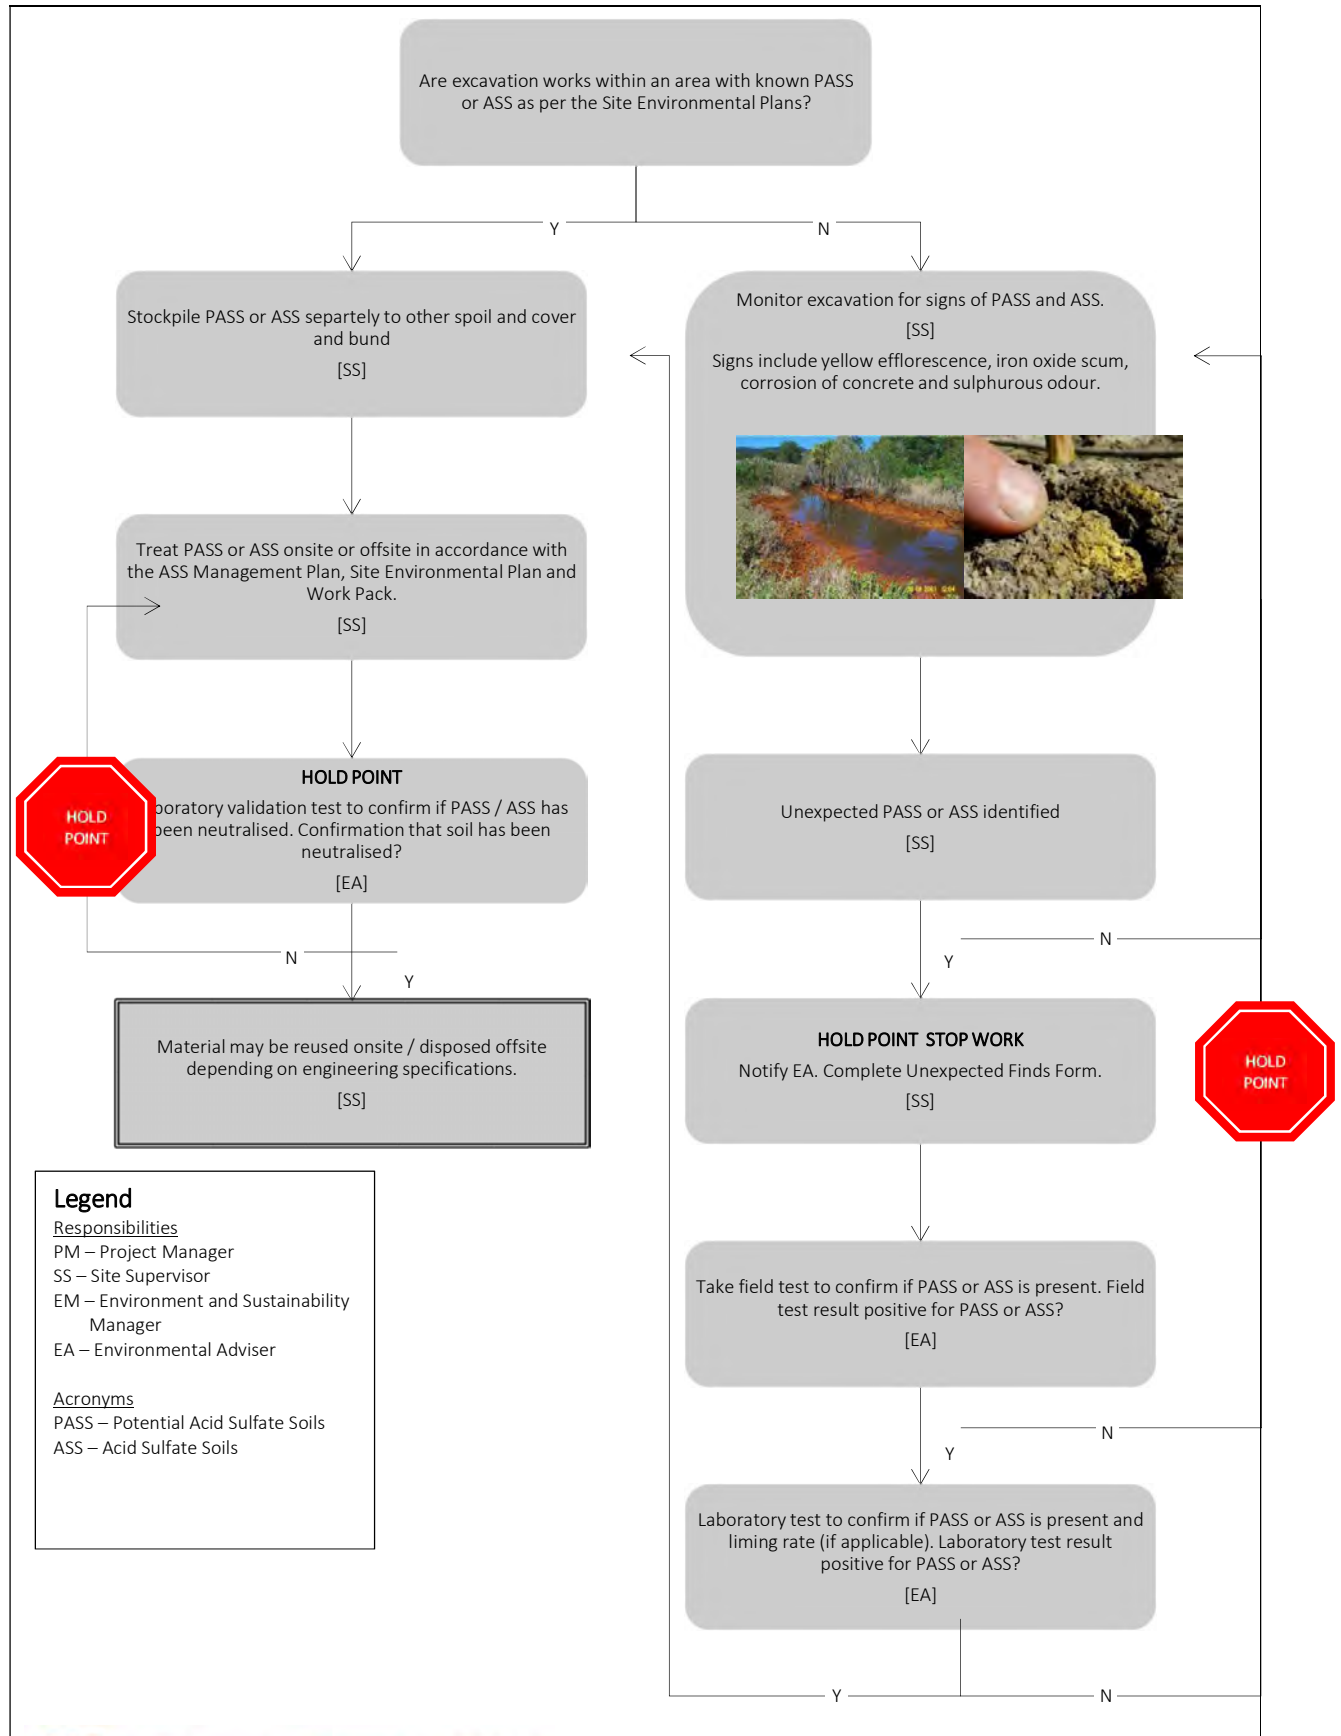 Are excavation works within an area with known PASS
or ASS as per the Site Environmental Plans?
Y
N
Stockpile PASS or ASS separtely to other spoil and cover
and bund
[SS]
Monitor excavation for signs of PASS and ASS.
[SS]
Signs include yellow efflorescence, iron oxide scum,
corrosion of concrete and sulphurous odour.
Treat PASS or ASS onsite or offsite in accordance with
the ASS Management Plan, Site Environmental Plan and
Work Pack.
[SS]
HOLD
POINT
HOLD POINT
boratory validation test to confirm if PASS / ASS has
been neutralised. Confirmation that soil has been
neutralised?
[EA]
N
Y
Material may be reused onsite / disposed offsite
depending on engineering specifications.
[SS]
Unexpected PASS or ASS identified
[SS]
N
Y
HOLD POINT STOP WORK
Notify EA. Complete Unexpected Finds Form.
[SS]
HOLD
POINT
Take field test to confirm if PASS or ASS is present. Field
test result positive for PASS or ASS?
[EA]
N
Y
Laboratory test to confirm if PASS or ASS is present and
liming rate (if applicable). Laboratory test result
positive for PASS or ASS?
[EA]
Y
N
Legend
Responsibilities
PM – Project Manager
SS – Site Supervisor
EM – Environment and Sustainability
Manager
EA – Environmental Adviser
Acronyms
PASS – Potential Acid Sulfate Soils
ASS – Acid Sulfate Soils